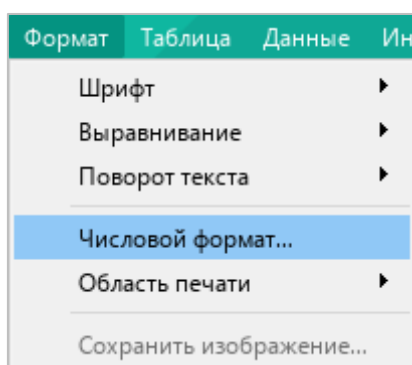 Формат Таблица Данные Ин
Шрифт
Выравнивание
Поворот текста
Числовой формат...
Область печати
Сохранить изображение...